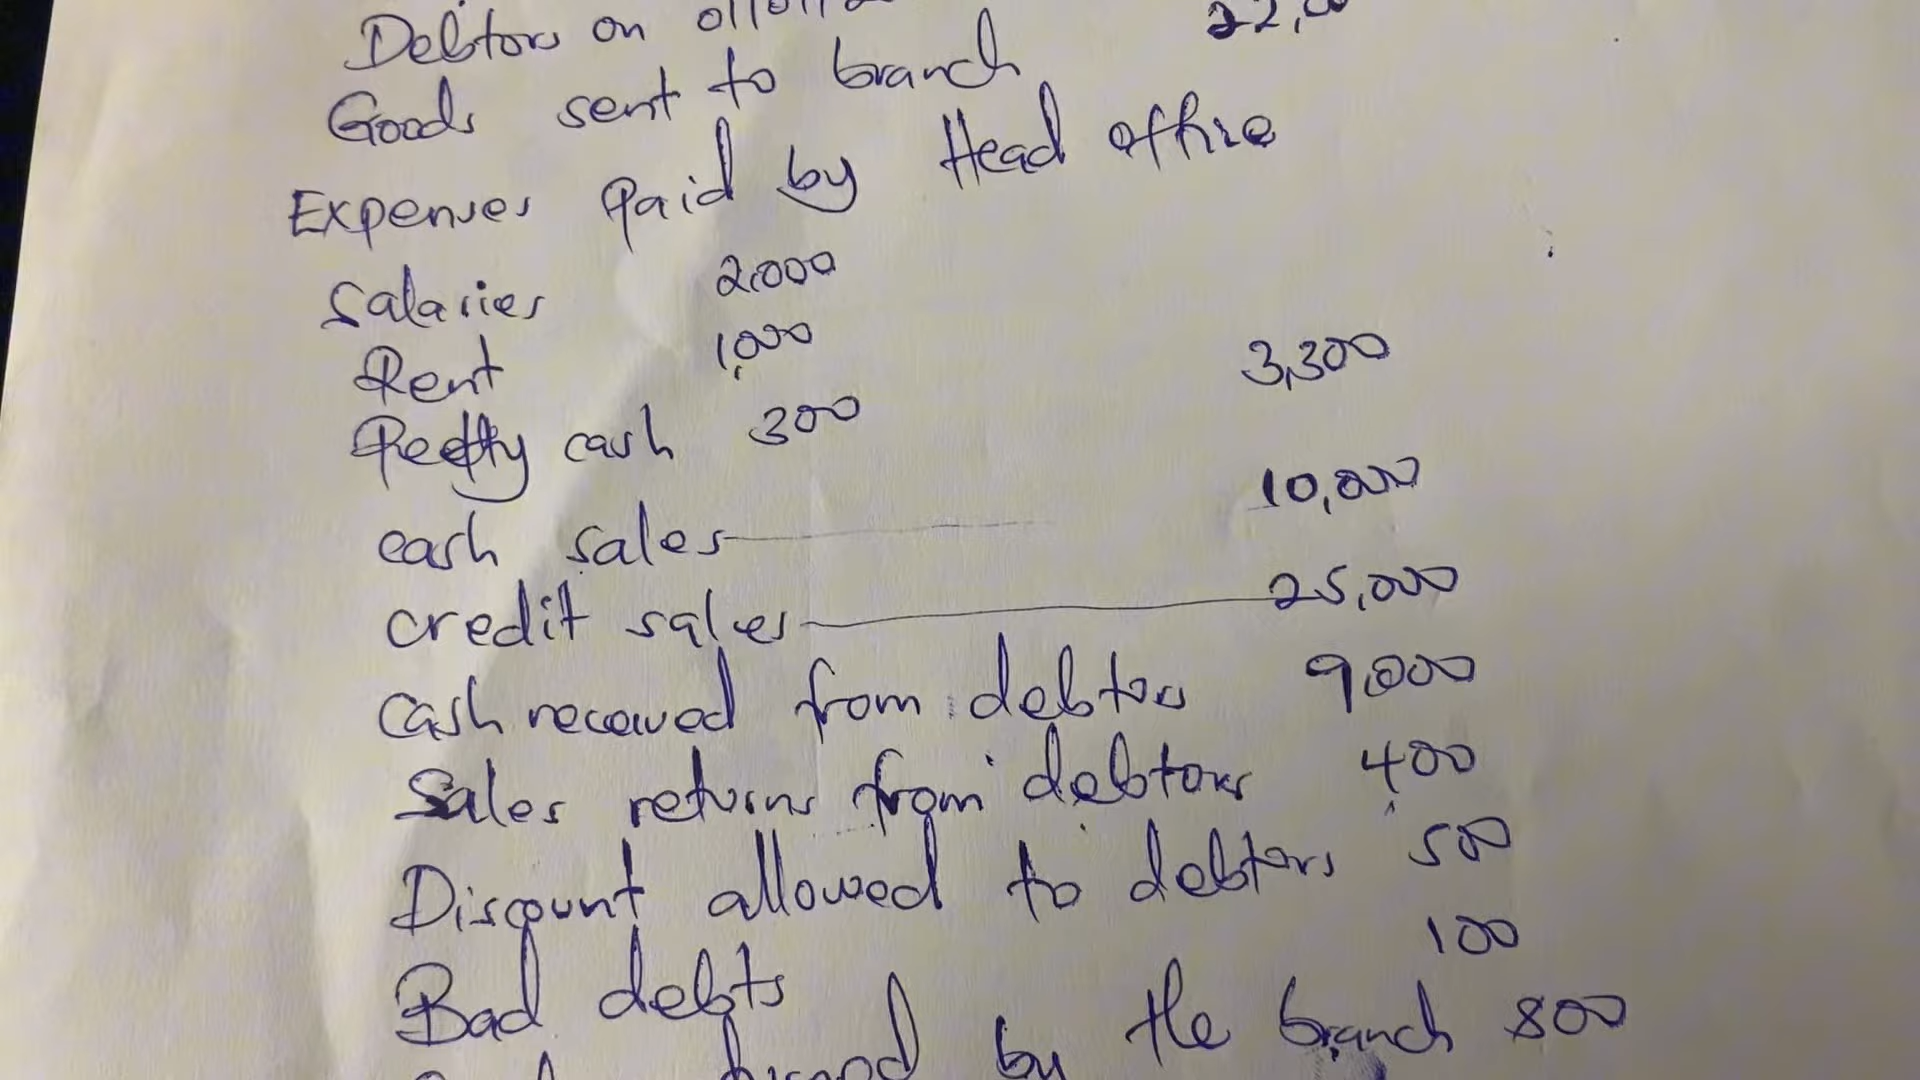 Debtors on
Goods sent to branch
Expenses paid by Head office
Salaries 2,000
Rent 1,000
Petty cash 300 3,300
cash sales 10,000
credit sales 25,000
Cash received from debtors 9,000
Sales returns from debtors 400
Discount allowed to debtors 500
Bad debts 100
by the branch 800